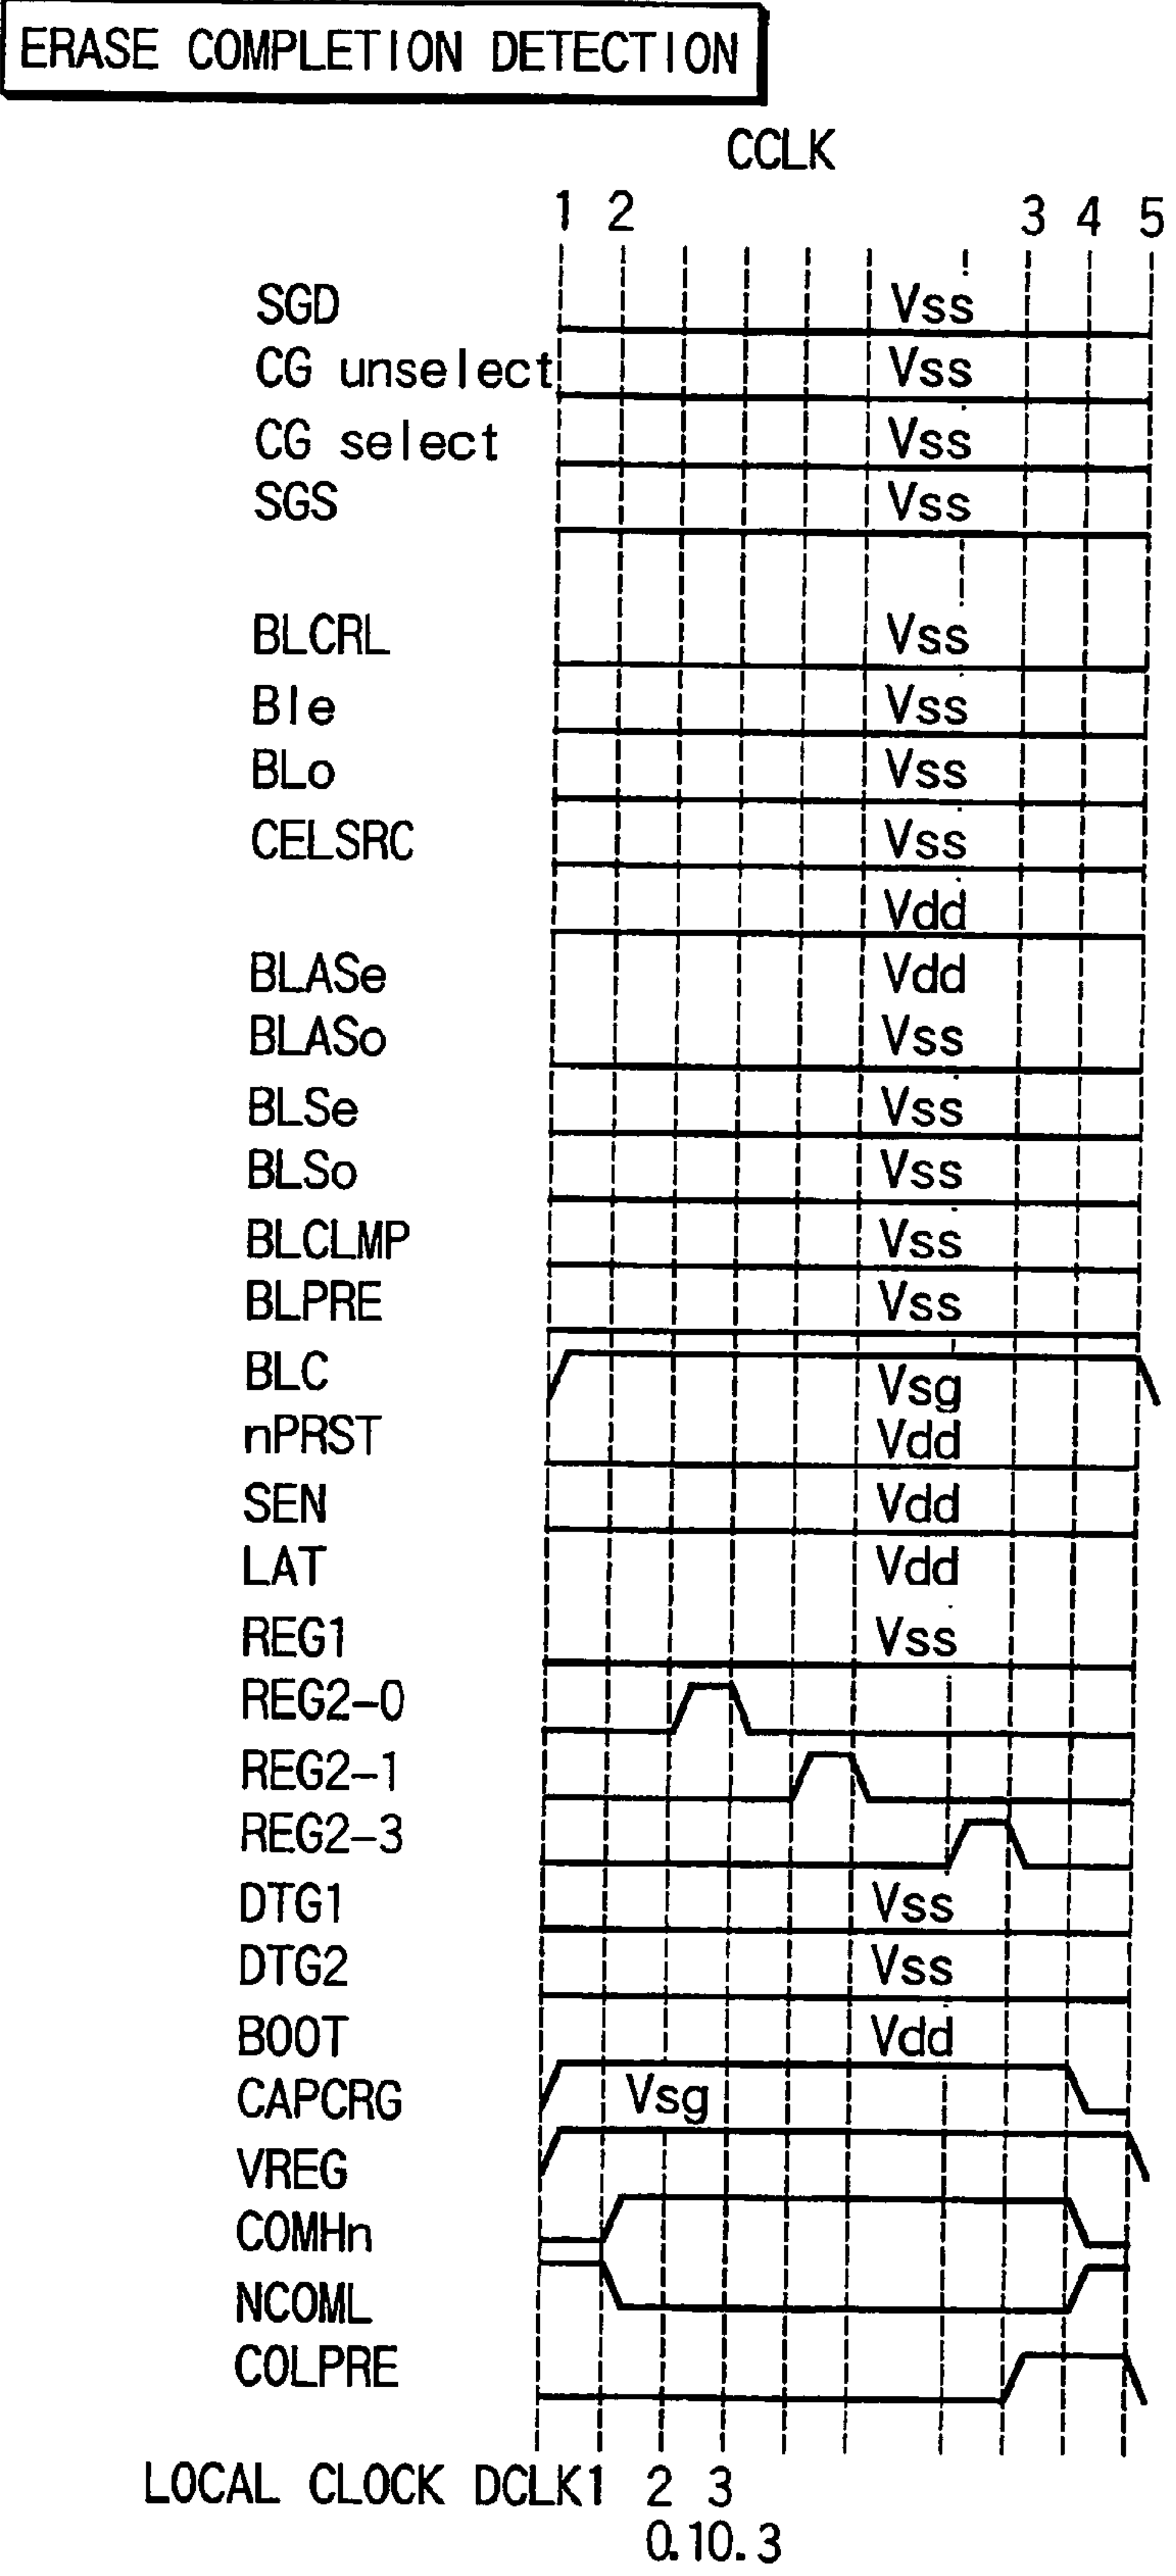 ERASE COMPLETION DETECTION
CCLK
1 2 3 4 5
SGD Vss
CG unselect Vss
CG select Vss
SGS Vss
BLCRL Vss
Ble Vss
BLo Vss
CELSRC Vss
Vdd
BLASe Vdd
BLASo Vss
BLSe Vss
BLSo Vss
BLCLMP Vss
BLPRE Vss
BLC Vsg
nPRST Vdd
SEN Vdd
LAT Vdd
REG1 Vss
REG2-0
REG2-1
REG2-3
DTG1 Vss
DTG2 Vss
BOOT Vdd
CAPCRG Vsg
VREG
COMHn
NCOML
COLPRE
LOCAL CLOCK DCLK1 2 3
0.10.3